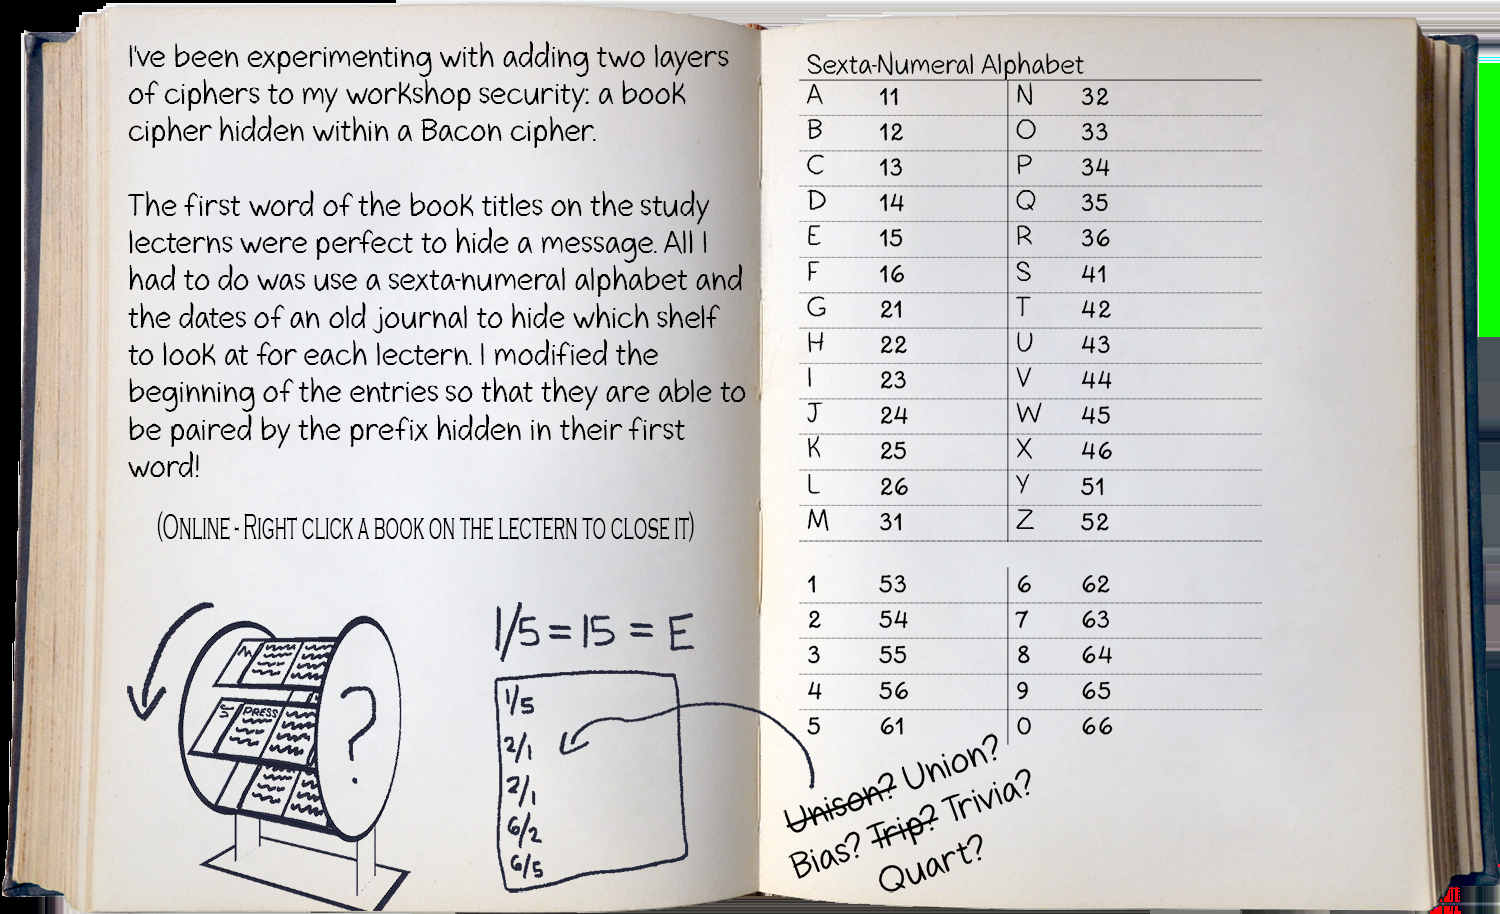 I've been experimenting with adding two layers
of ciphers to my workshop security: a book
cipher hidden within a Bacon cipher.
The first word of the book titles on the study
lecterns were perfect to hide a message. All I
had to do was use a sexta-numeral alphabet and
the dates of an old journal to hide which shelf
to look at for each lectern. I modified the
beginning of the entries so that they are able to
be paired by the prefix hidden in their first
word!
(Online - Right click a book on the lectern to close it)
PRESS
?
1/5 = 15 = E
1/5
2/1
2/1
6/2
6/5
Sexta-Numeral Alphabet
A 11 N 32
B 12 O 33
C 13 P 34
D 14 Q 35
E 15 R 36
F 16 S 41
G 21 T 42
H 22 U 43
I 23 V 44
J 24 W 45
K 25 X 46
L 26 Y 51
M 31 Z 52
1 53 6 62
2 54 7 63
3 55 8 64
4 56 9 65
5 61 0 66
Unison? Union?
Bias? Trip? Trivia?
Quart?